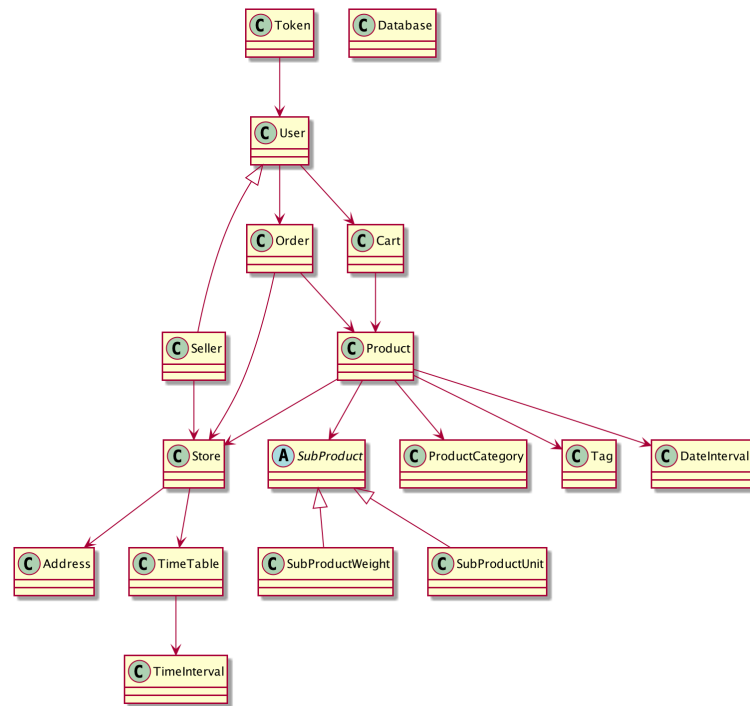 C Token
C Database
C User
C Order
C Cart
C Seller
C Product
C Store
A SubProduct
C ProductCategory
C Tag
C DateInterval
C Address
C TimeTable
C SubProductWeight
C SubProductUnit
C TimeInterval